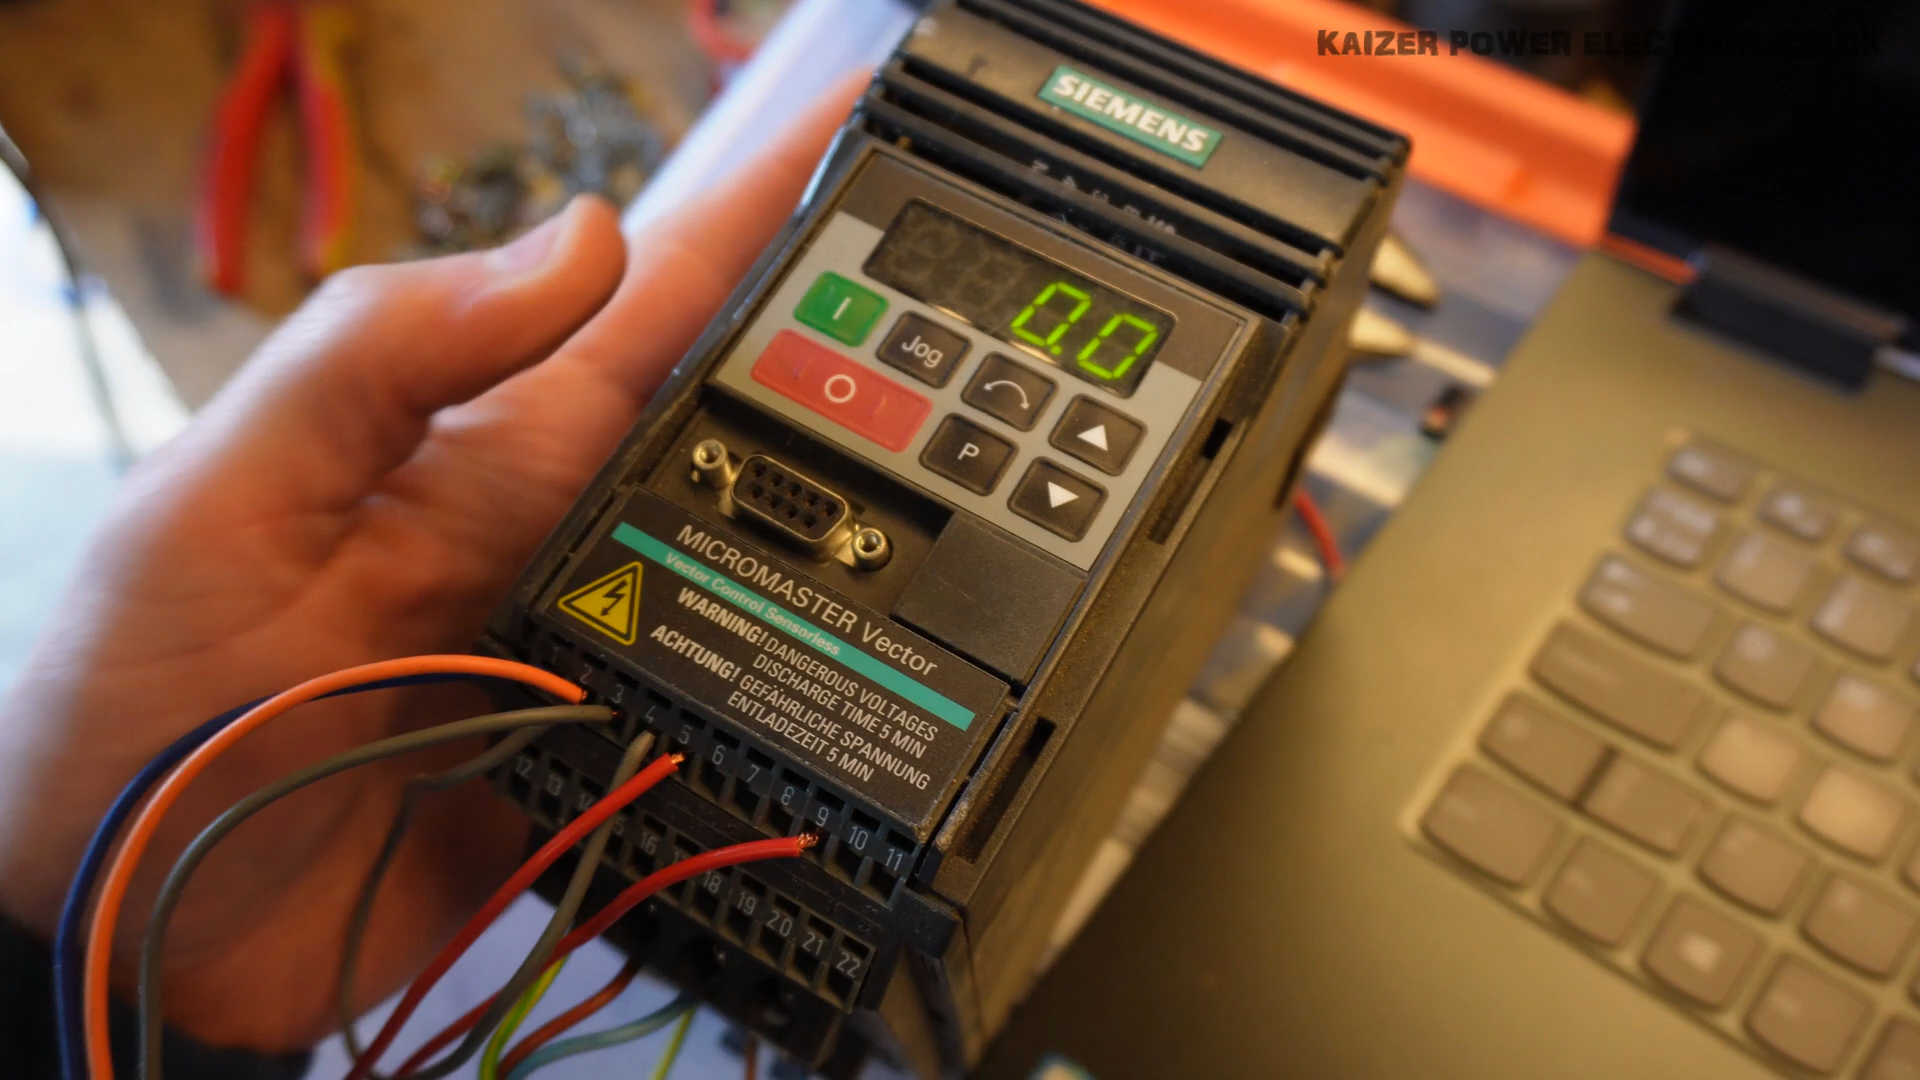 KAIZER POWER
SIEMENS
0.0
I
Jog
O
P
MICROMASTER Vector
Vector Control Sensorless
WARNING! DANGEROUS VOLTAGES
DISCHARGE TIME 5 MIN
ACHTUNG! GEFÄHRLICHE SPANNUNG
ENTLADEZEIT 5 MIN
1 2 3 4 5 6 7 8 9 10 11
12 13 16 18 19 20 21 22